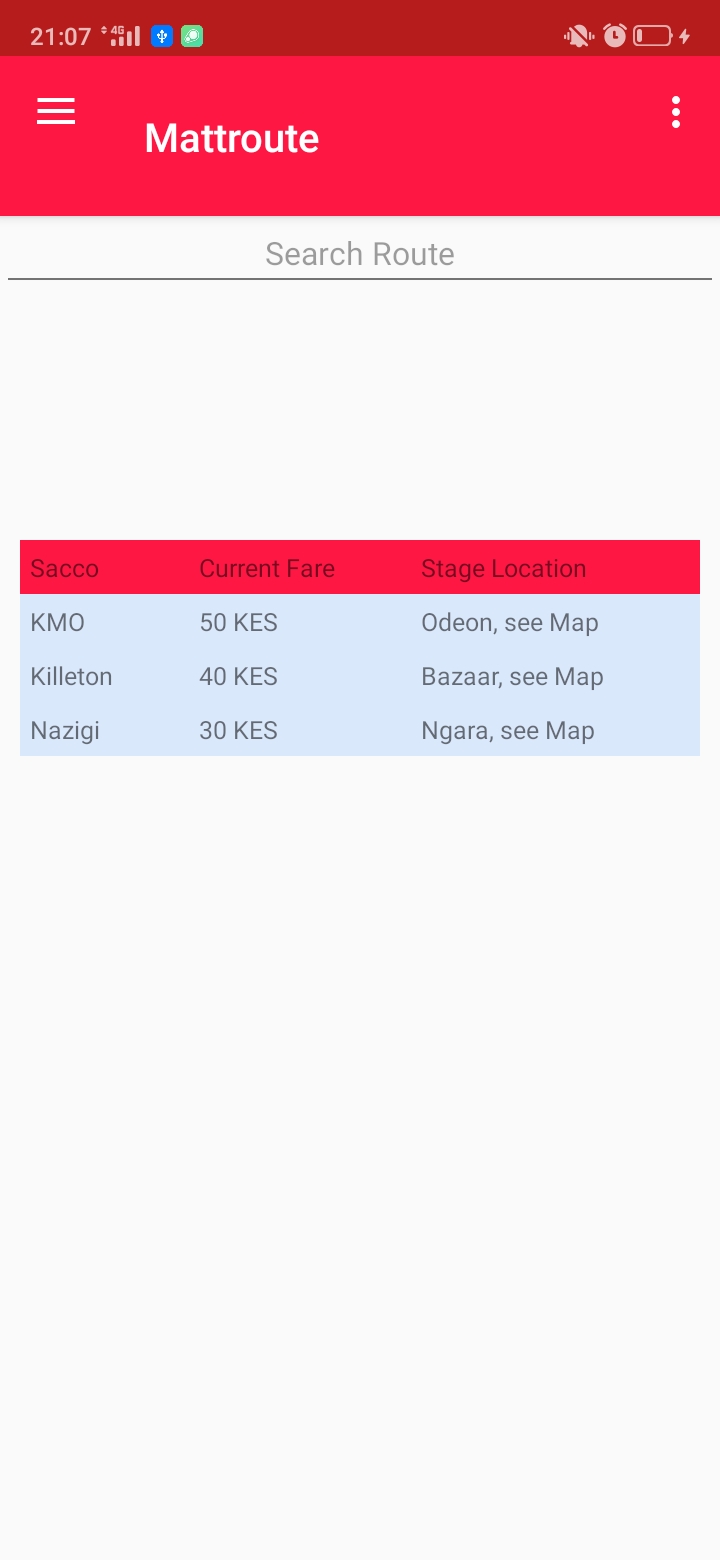 21:07 4G
Mattroute
Search Route
Sacco Current Fare Stage Location
KMO 50 KES Odeon, see Map
Killeton 40 KES Bazaar, see Map
Nazigi 30 KES Ngara, see Map